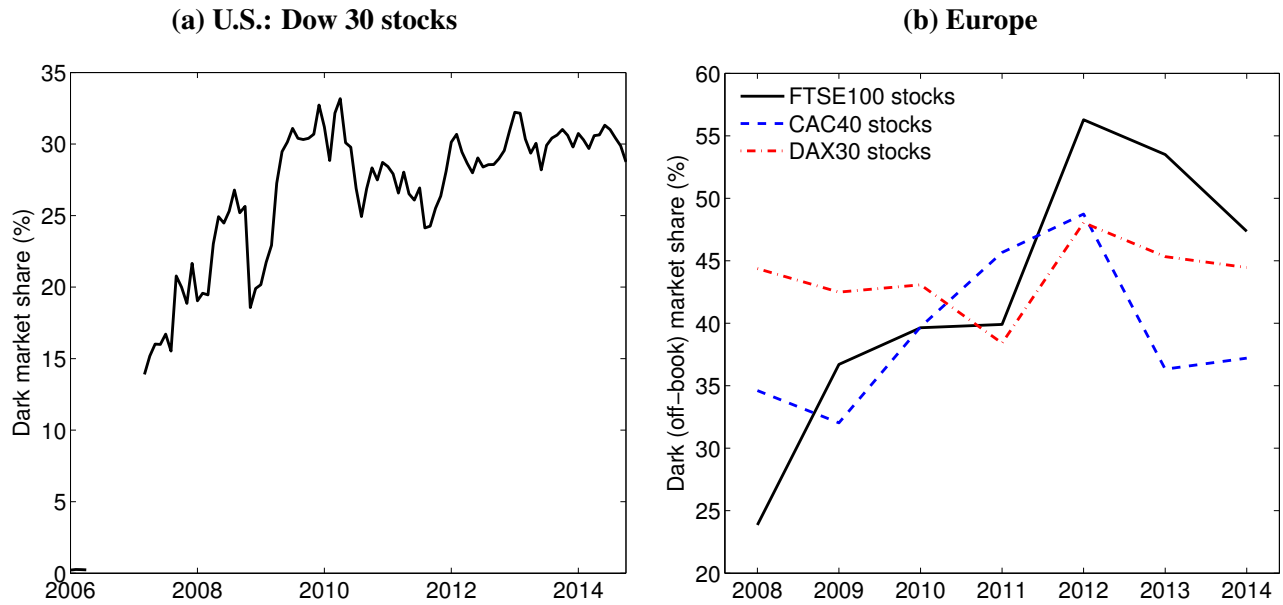 (a) U.S.: Dow 30 stocks
35
30
25
20
15
10
5
0
Dark market share (%)
2006 2008 2010 2012 2014
(b) Europe
60
55
50
45
40
35
30
25
20
Dark (off−book) market share (%)
FTSE100 stocks
CAC40 stocks
DAX30 stocks
2008 2009 2010 2011 2012 2013 2014